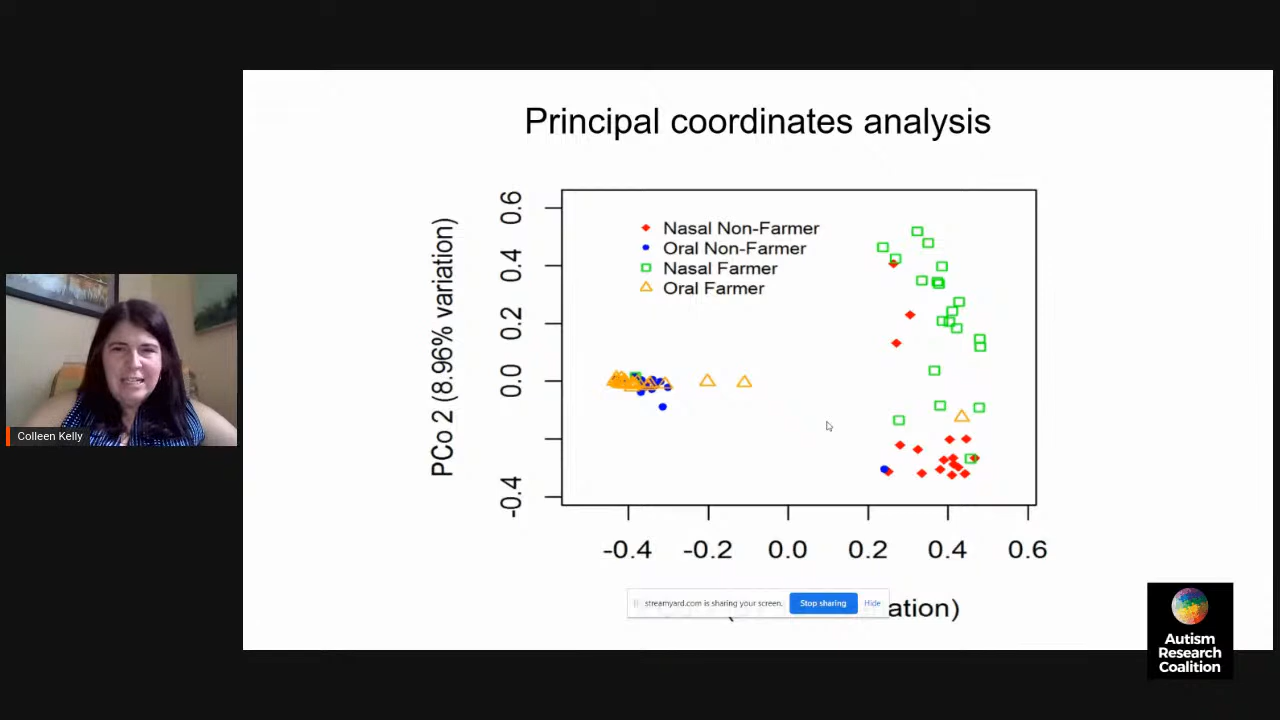 Principal coordinates analysis
PCo 2 (8.96% variation)
0.6
0.4
0.2
0.0
-0.4
Nasal Non-Farmer
Oral Non-Farmer
Nasal Farmer
Oral Farmer
-0.4 -0.2 0.0 0.2 0.4 0.6
streamyard.com is sharing your screen. Stop sharing Hide
ation)
Colleen Kelly
Autism
Research
Coalition